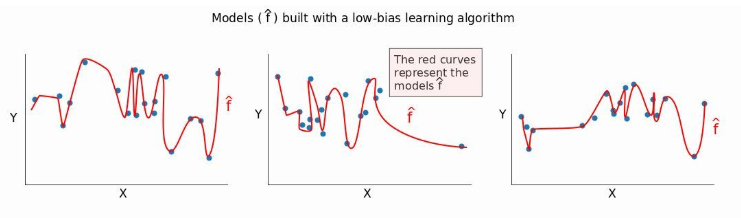 Models ( f̂ ) built with a low-bias learning algorithm
Y
f̂
X
Y
The red curves
represent the
models f̂
f̂
X
Y
f̂
X